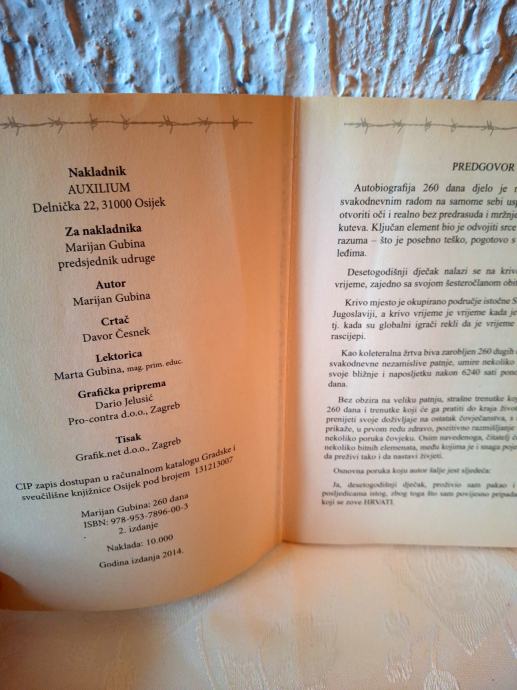 Nakladnik
AUXILIUM
Delnička 22, 31000 Osijek
Za nakladnika
Marijan Gubina
predsjednik udruge
Autor
Marijan Gubina
Crtač
Davor Česnek
Lektorica
Marta Gubina, mag. prim. educ.
Grafička priprema
Dario Jelusić
Pro-contra d.o.o., Zagreb
Tisak
Grafik.net d.o.o., Zagreb
CIP zapis dostupan u računalnom katalogu Gradske i
sveučilišne knjižnice Osijek pod brojem 131213007
Marijan Gubina: 260 dana
ISBN: 978-953-7896-00-3
2. izdanje
Naklada: 10.000
Godina izdanja 2014.
PREDGOVOR
Autobiografija 260 dana djelo je
svakodnevnim radom na samome sebi
otvoriti oči i realno bez predrasuda i
kuteva. Ključan element bio je odvojiti srce
razuma – što je posebno teško, pogotovo s
leđima.
Desetogodišnji dječak nalazi se na
vrijeme, zajedno sa svojom šesteročlanom
Krivo mjesto je okupirano područje istočne
Jugoslaviji, a krivo vrijeme je vrijeme kada
tj. kada su globalni igrači rekli da je vrijeme
rascijepi.
Kao koleteralna žrtva biva zarobljen 260 dugih
svakodnevne nezamislive patnje, umire nekoliko
svoje bližnje i naposljetku nakon 6240 sati
dana.
Bez obzira na veliku patnju, strašne trenutke
260 dana i trenutke koji će ga pratiti do kraja
prenijeti svoje doživljaje na ostatak čovječanstva, s
prikaže, u prvom redu zdravo, pozitivno razmišljanje
nekoliko poruka čovjeku. Osim navedenoga,
nekoliko bitnih elemenata, među kojima je i snaga
da preživi tako i da nastavi živjeti.
Osnovna poruka koju autor šalje jest sljedeća:
Ja, desetogodišnji dječak, proživio sam pakao i
posljedicama istog, zbog toga što sam povijesno
koji se zove HRVATI.